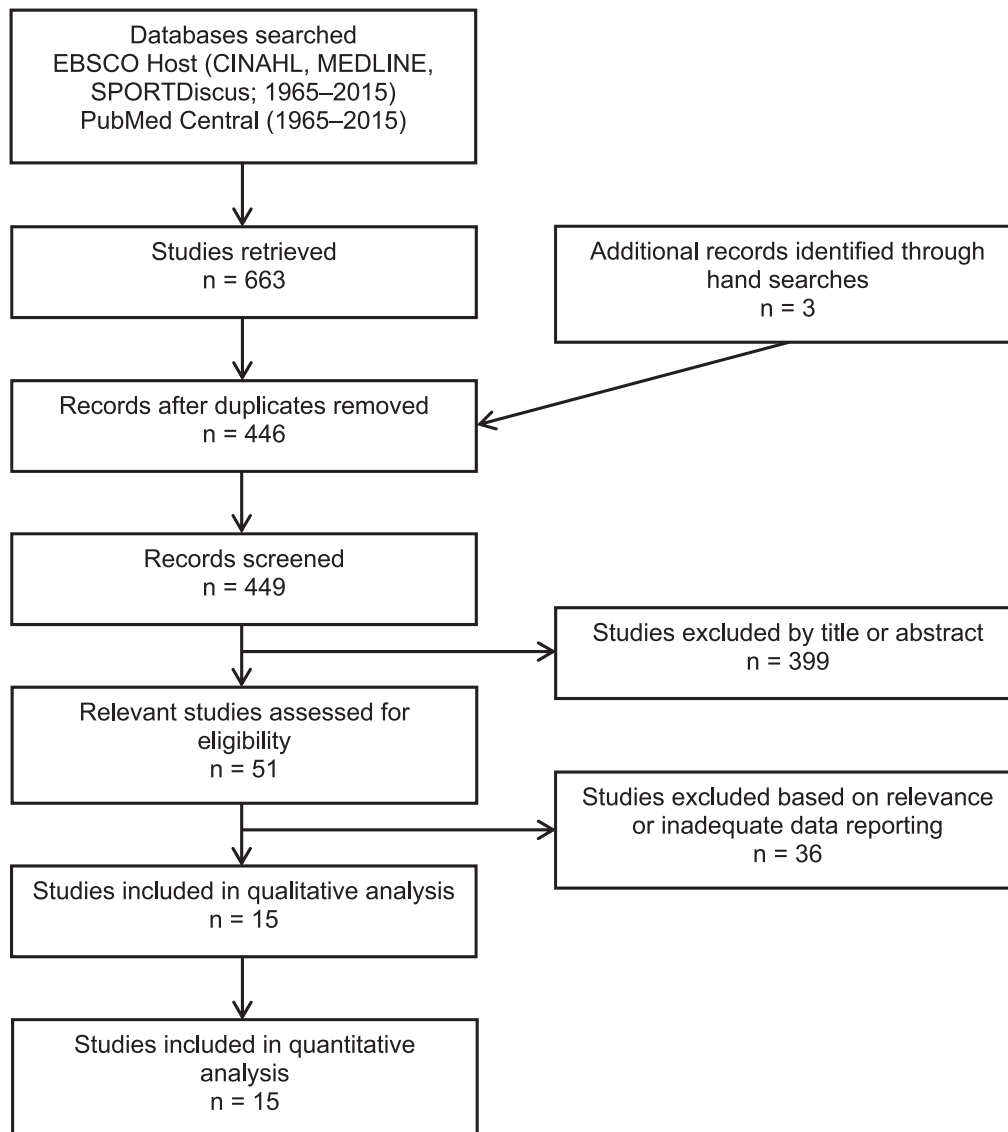 Databases searched
EBSCO Host (CINAHL, MEDLINE,
SPORTDiscus; 1965–2015)
PubMed Central (1965–2015)
Studies retrieved
n = 663
Additional records identified through
hand searches
n = 3
Records after duplicates removed
n = 446
Records screened
n = 449
Studies excluded by title or abstract
n = 399
Relevant studies assessed for
eligibility
n = 51
Studies excluded based on relevance
or inadequate data reporting
n = 36
Studies included in qualitative analysis
n = 15
Studies included in quantitative
analysis
n = 15